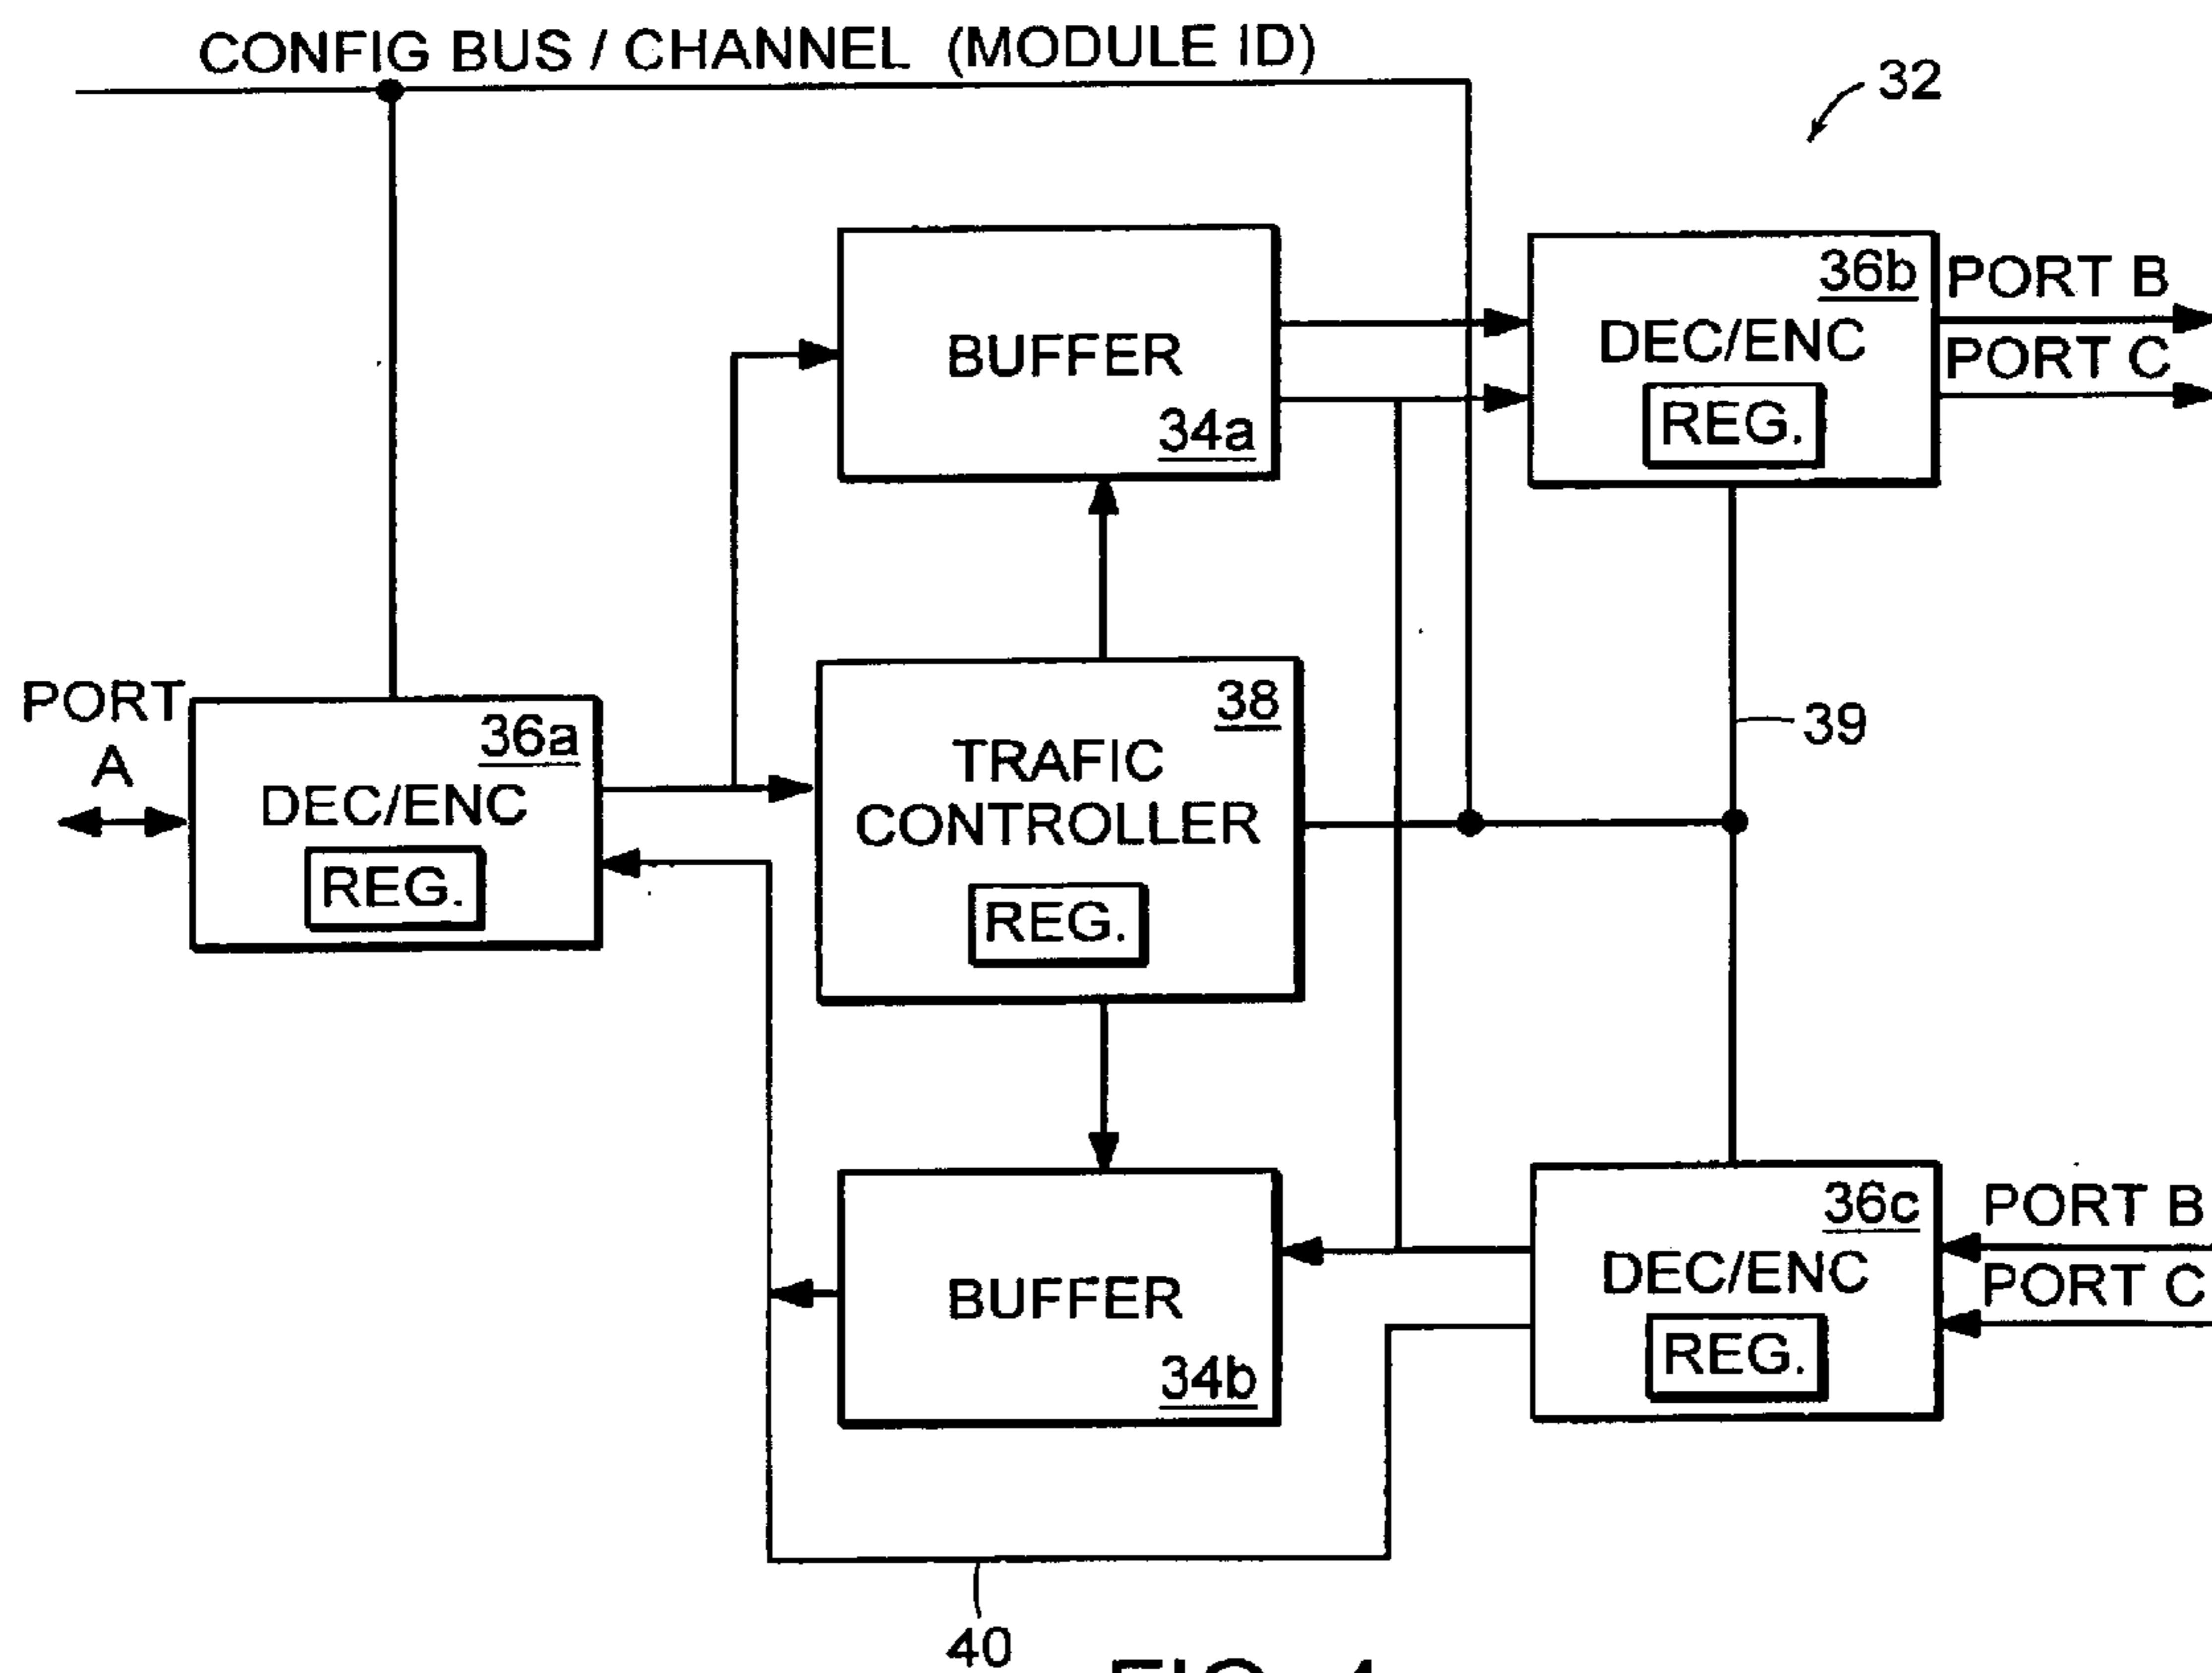 CONFIG BUS / CHANNEL (MODULE ID)
32
BUFFER
34a
36b
DEC/ENC
REG.
PORT B
PORT C
PORT
A
36a
DEC/ENC
REG.
38
TRAFIC
CONTROLLER
REG.
39
BUFFER
34b
36c
DEC/ENC
REG.
PORT B
PORT C
40